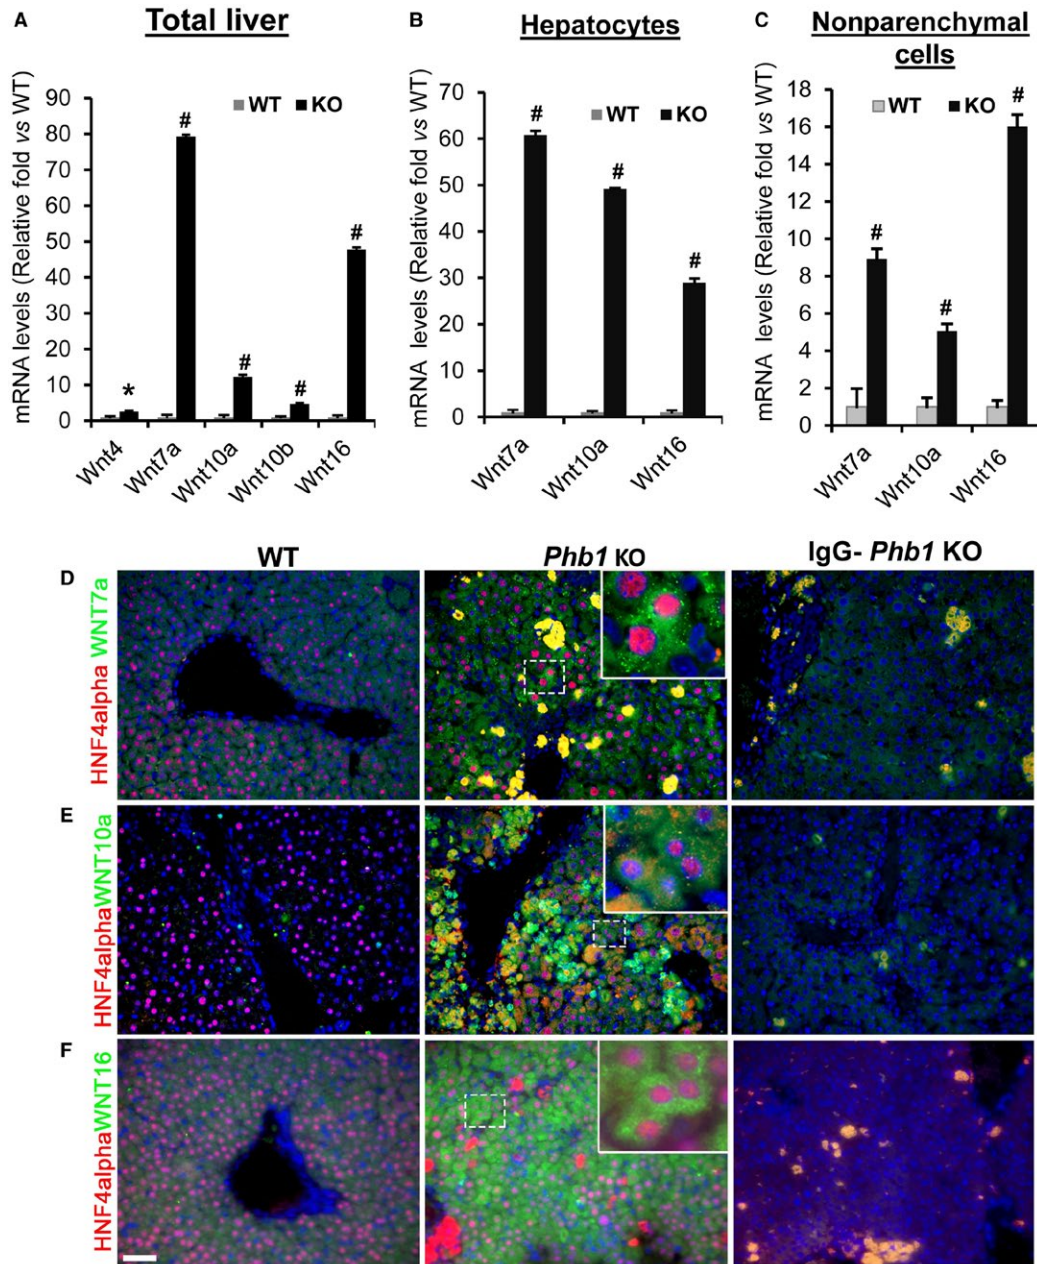 A
Total liver
mRNA levels (Relative fold vs WT)
90
80
70
60
50
40
30
20
10
0
WT KO
*
#
#
#
#
Wnt4
Wnt7a
Wnt10a
Wnt10b
Wnt16
B
Hepatocytes
mRNA levels (Relative fold vs WT)
70
60
50
40
30
20
10
0
WT KO
#
#
#
Wnt7a
Wnt10a
Wnt16
C
Nonparenchymal
cells
mRNA levels (Relative fold vs WT)
18
16
14
12
10
8
6
4
2
0
WT KO
#
#
#
Wnt7a
Wnt10a
Wnt16
WT
Phb1 KO
IgG- Phb1 KO
D
HNF4alpha WNT7a
E
HNF4alphaWNT10a
F
HNF4alphaWNT16